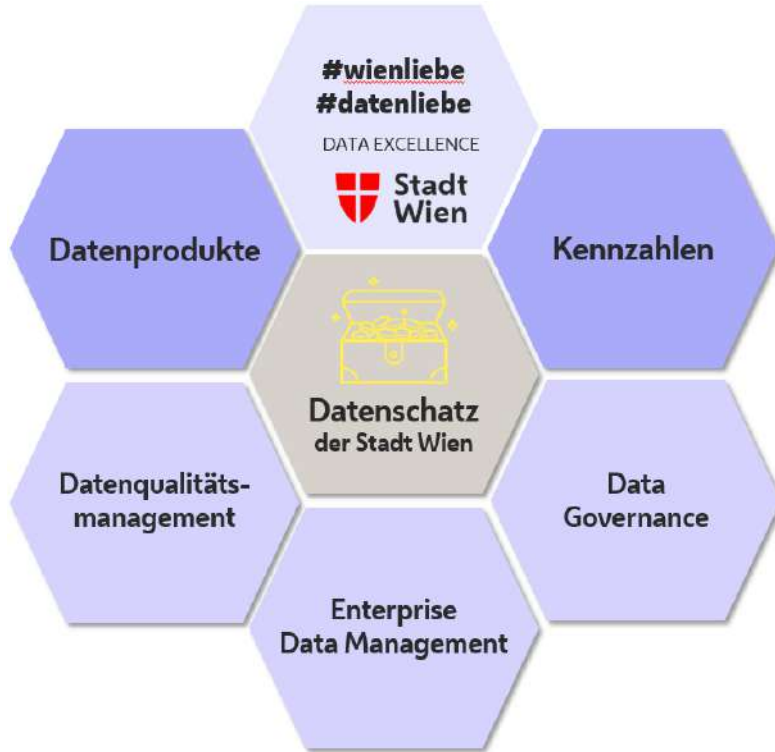 #wienliebe
#datenliebe
DATA EXCELLENCE
Stadt
Wien
Datenprodukte
Kennzahlen
Datenschatz
der Stadt Wien
Datenqualitäts-
management
Data
Governance
Enterprise
Data Management